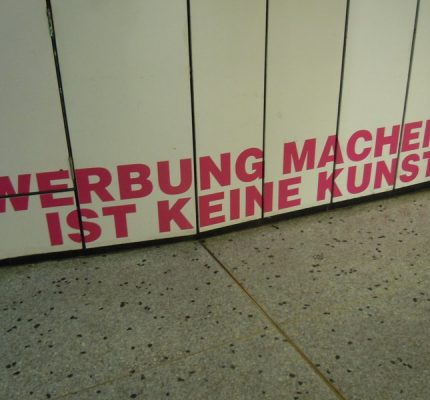 WERBUNG MACHEN
IST KEINE KUNST